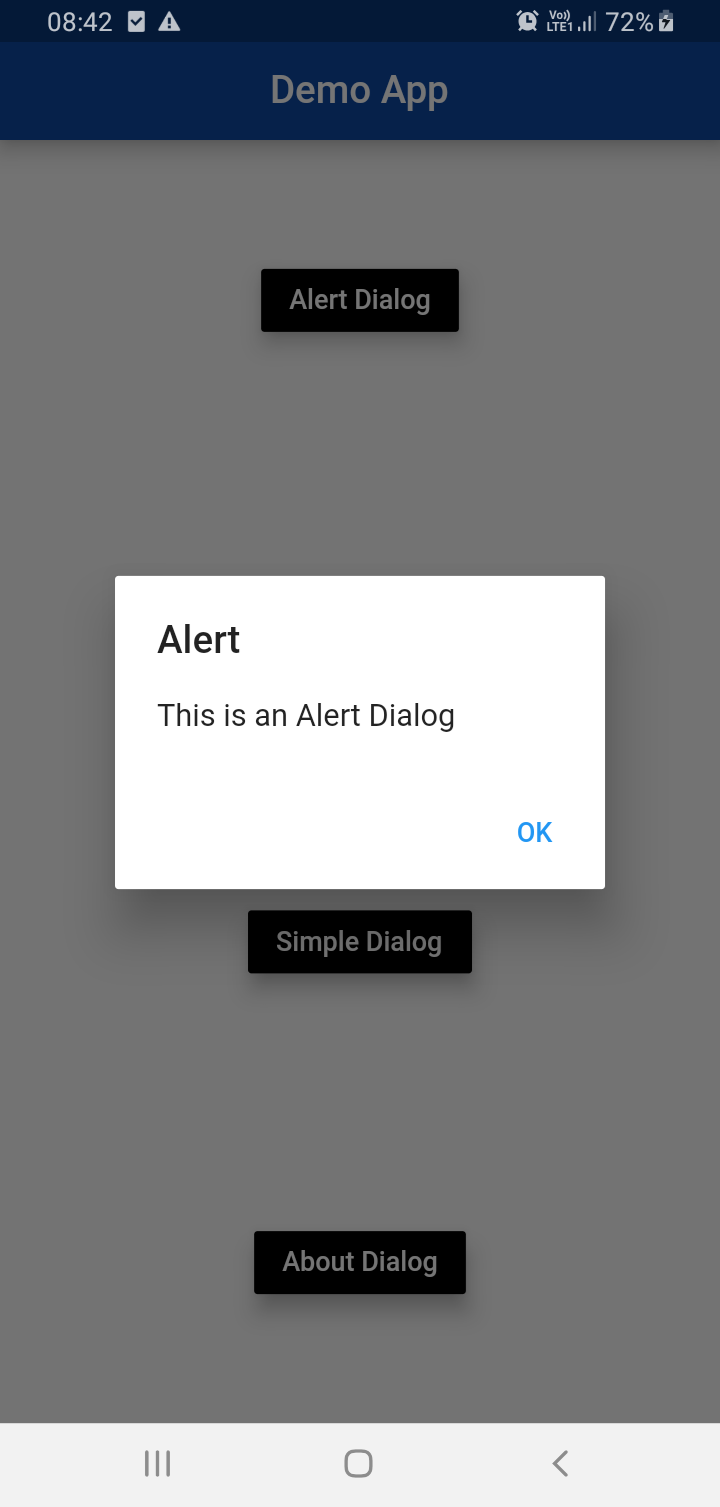 08:42 Vo)) LTE1 72%
Demo App
Alert Dialog
Alert
This is an Alert Dialog
OK
Simple Dialog
About Dialog